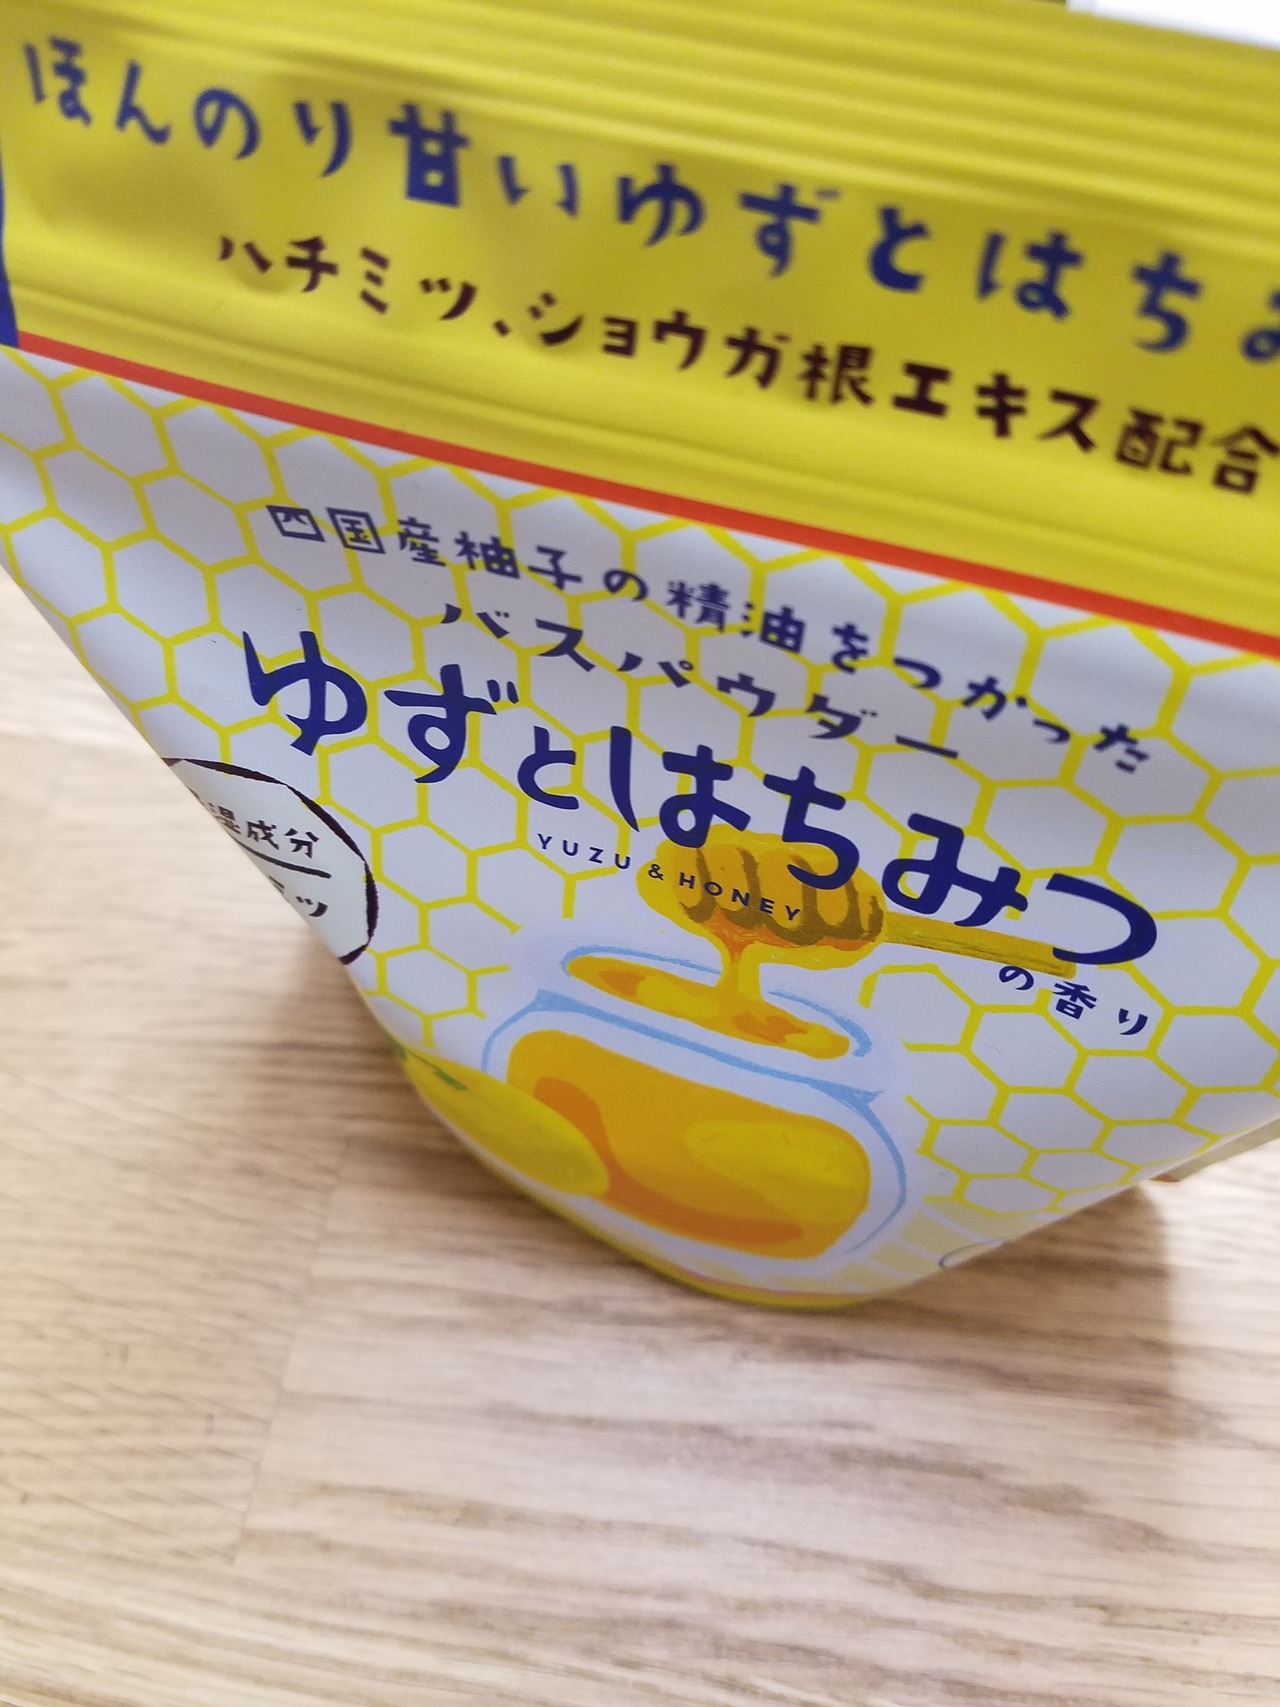 ほんのり甘いゆずとはちみ
ハチミツ、ショウガ根エキス配合
四国産柚子の精油をつかった
バスパウダー
ゆずとはちみつ
YUZU & HONEY
の香り
湿成分
ミツ